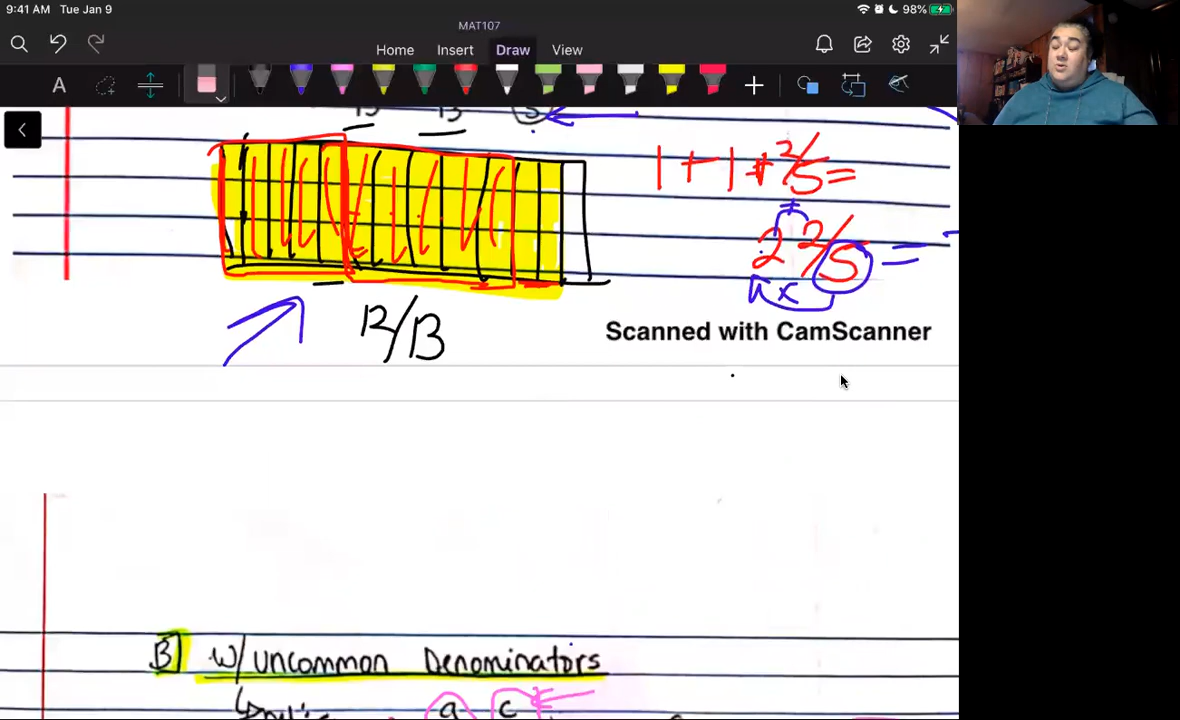 9:41 AM Tue Jan 9
98%
MAT107
Home Insert Draw View
A
1 + 1 + 2/5 =
2 2/5 =
x
12/13
Scanned with CamScanner
B w/ uncommon Denominators
a c